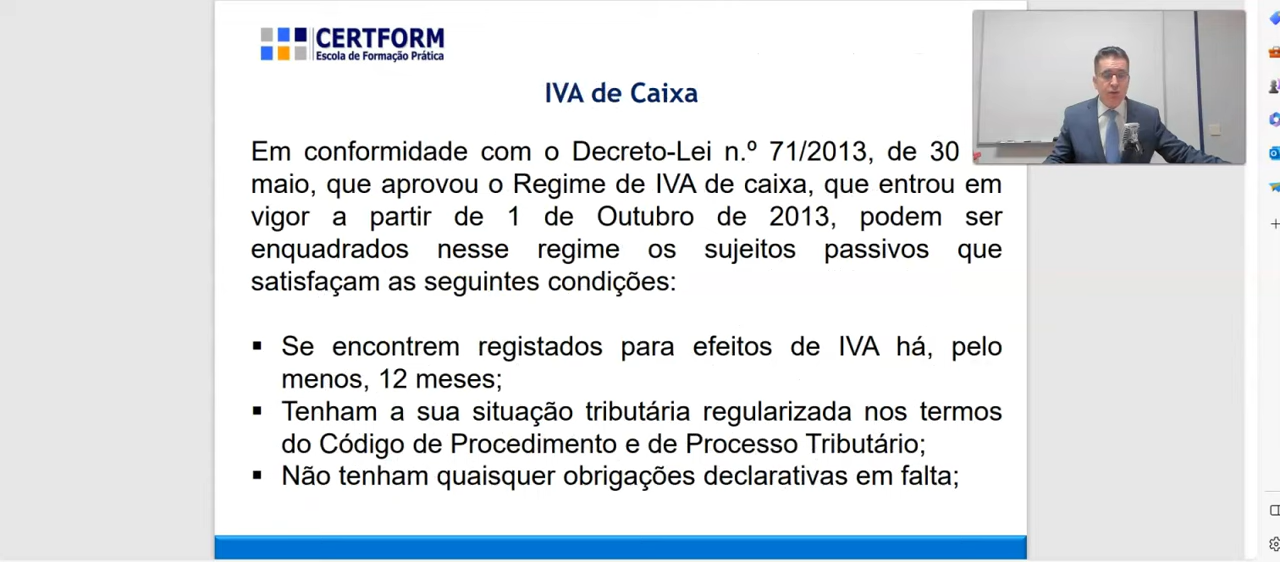 CERTFORM
Escola de Formação Prática
IVA de Caixa
Em conformidade com o Decreto-Lei n.º 71/2013, de 30
maio, que aprovou o Regime de IVA de caixa, que entrou em
vigor a partir de 1 de Outubro de 2013, podem ser
enquadrados nesse regime os sujeitos passivos que
satisfaçam as seguintes condições:
▪ Se encontrem registados para efeitos de IVA há, pelo
menos, 12 meses;
▪ Tenham a sua situação tributária regularizada nos termos
do Código de Procedimento e de Processo Tributário;
▪ Não tenham quaisquer obrigações declarativas em falta;